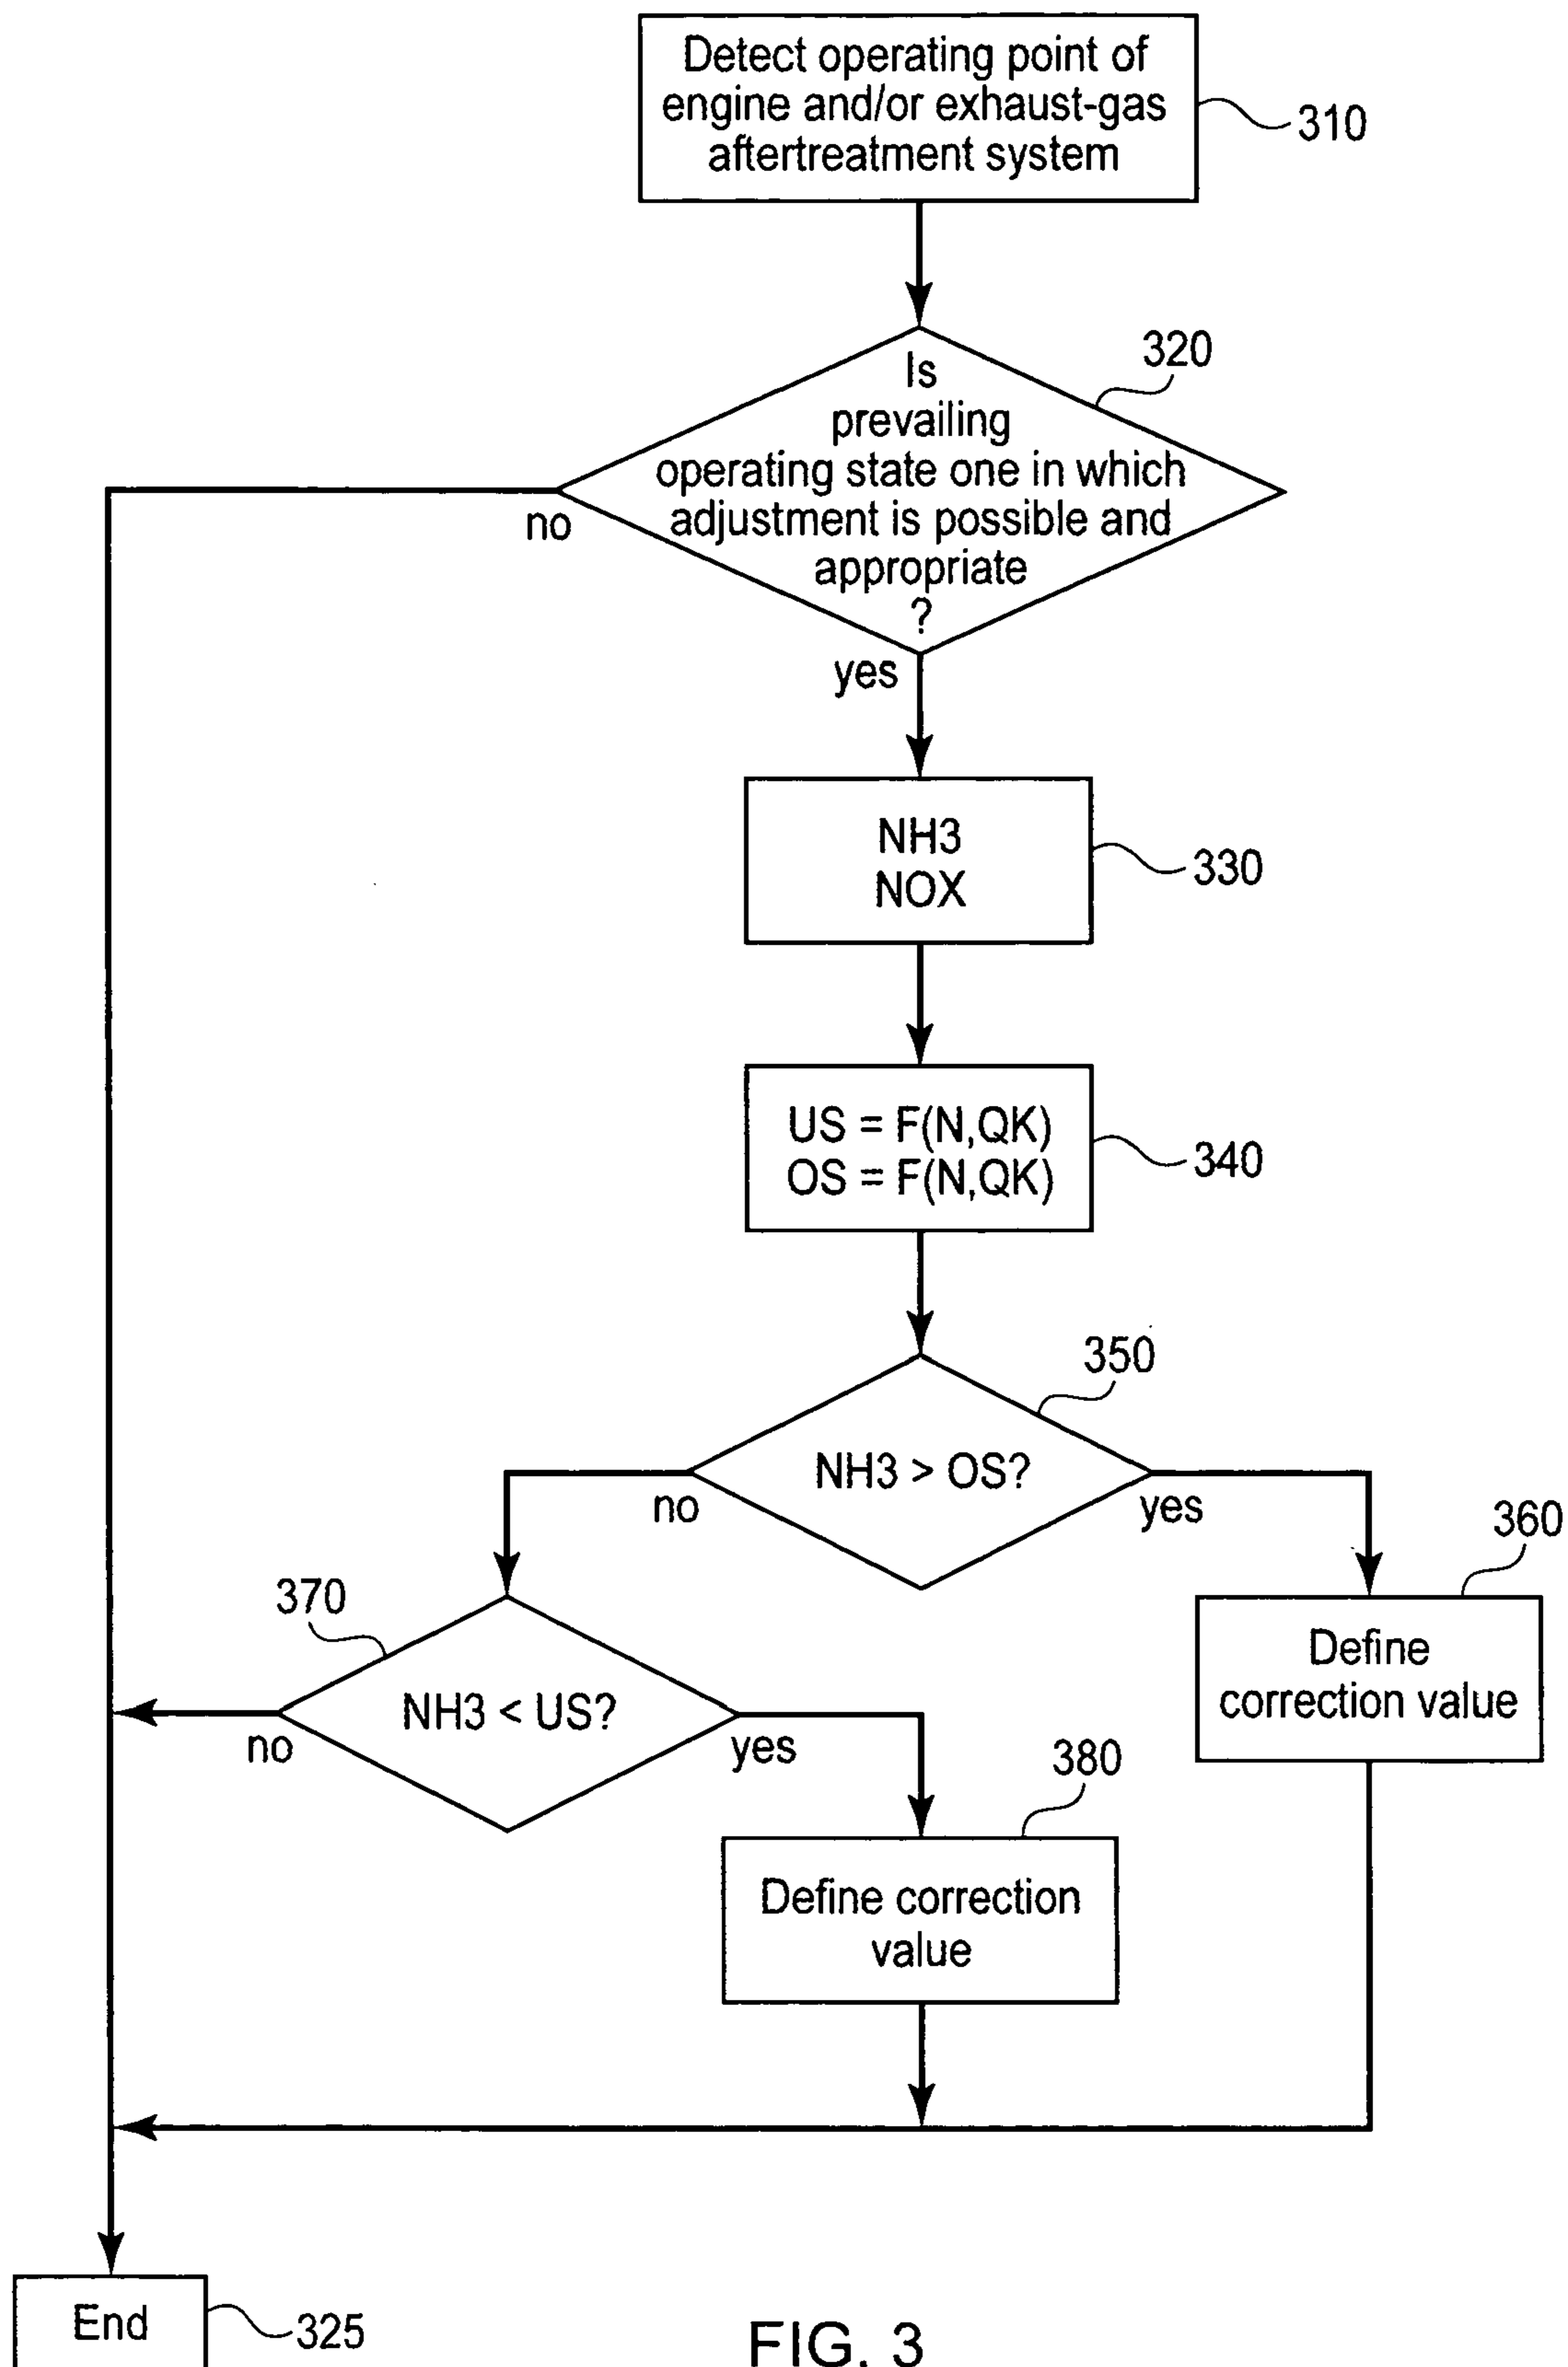 Detect operating point of
engine and/or exhaust-gas
aftertreatment system
310
320
Is
prevailing
operating state one in which
adjustment is possible and
appropriate
?
no
yes
NH3
NOX
330
US = F(N,QK)
OS = F(N,QK)
340
350
NH3 > OS?
no
yes
360
Define
correction value
370
NH3 < US?
no
yes
380
Define correction
value
End
325
FIG. 3